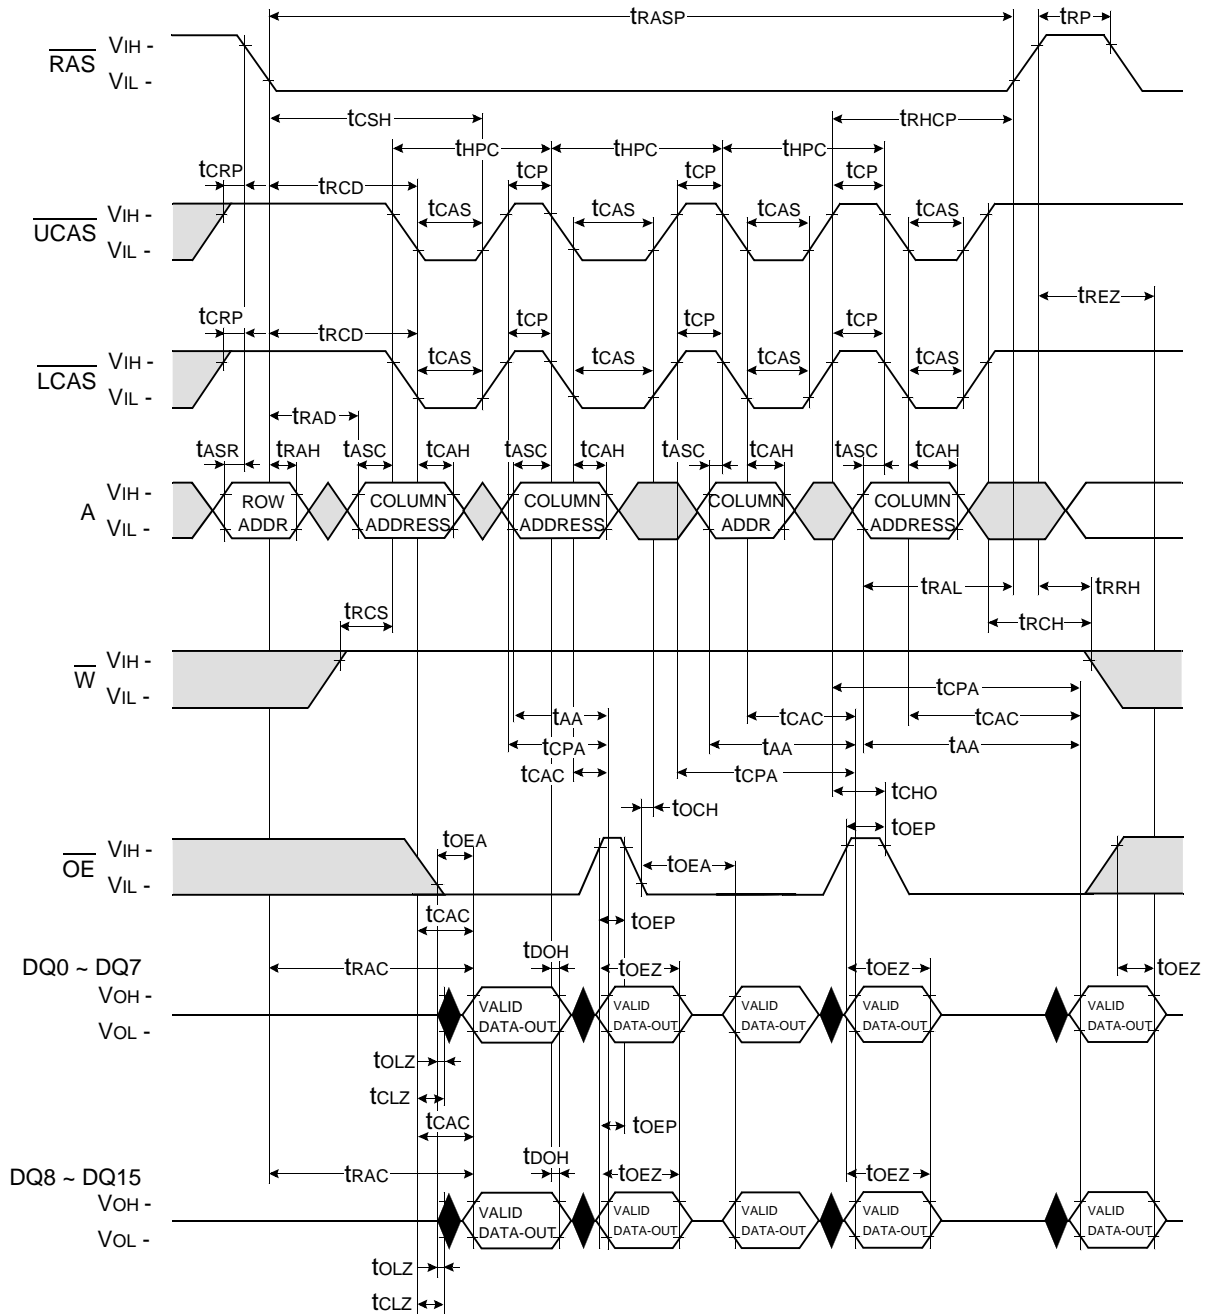 tRASP
tRP
RAS
VIH -
VIL -
tCSH
tRHCP
tHPC
tHPC
tHPC
tCRP
tRCD
tCP
tCP
tCP
UCAS
VIH -
VIL -
tCAS
tCAS
tCAS
tCAS
tREZ
tCRP
tRCD
tCP
tCP
tCP
LCAS
VIH -
VIL -
tCAS
tCAS
tCAS
tCAS
tRAD
tASR
tRAH
tASC
tCAH
tASC
tCAH
tASC
tCAH
tASC
tCAH
A
VIH -
VIL -
ROW
ADDR
COLUMN
ADDRESS
COLUMN
ADDRESS
COLUMN
ADDR
COLUMN
ADDRESS
tRAL
tRRH
tRCS
tRCH
W
VIH -
VIL -
tCPA
tAA
tCAC
tCAC
tCPA
tAA
tAA
tCAC
tCPA
tCHO
tOCH
tOEP
OE
VIH -
VIL -
tOEA
tOEA
tCAC
tOEP
DQ0 ~ DQ7
tRAC
tDOH
tOEZ
tOEZ
tOEZ
VOH -
VOL -
VALID
DATA-OUT
VALID
DATA-OUT
VALID
DATA-OUT
VALID
DATA-OUT
VALID
DATA-OUT
tOLZ
tCLZ
tCAC
tOEP
DQ8 ~ DQ15
tRAC
tDOH
tOEZ
tOEZ
VOH -
VOL -
VALID
DATA-OUT
VALID
DATA-OUT
VALID
DATA-OUT
VALID
DATA-OUT
VALID
DATA-OUT
tOLZ
tCLZ